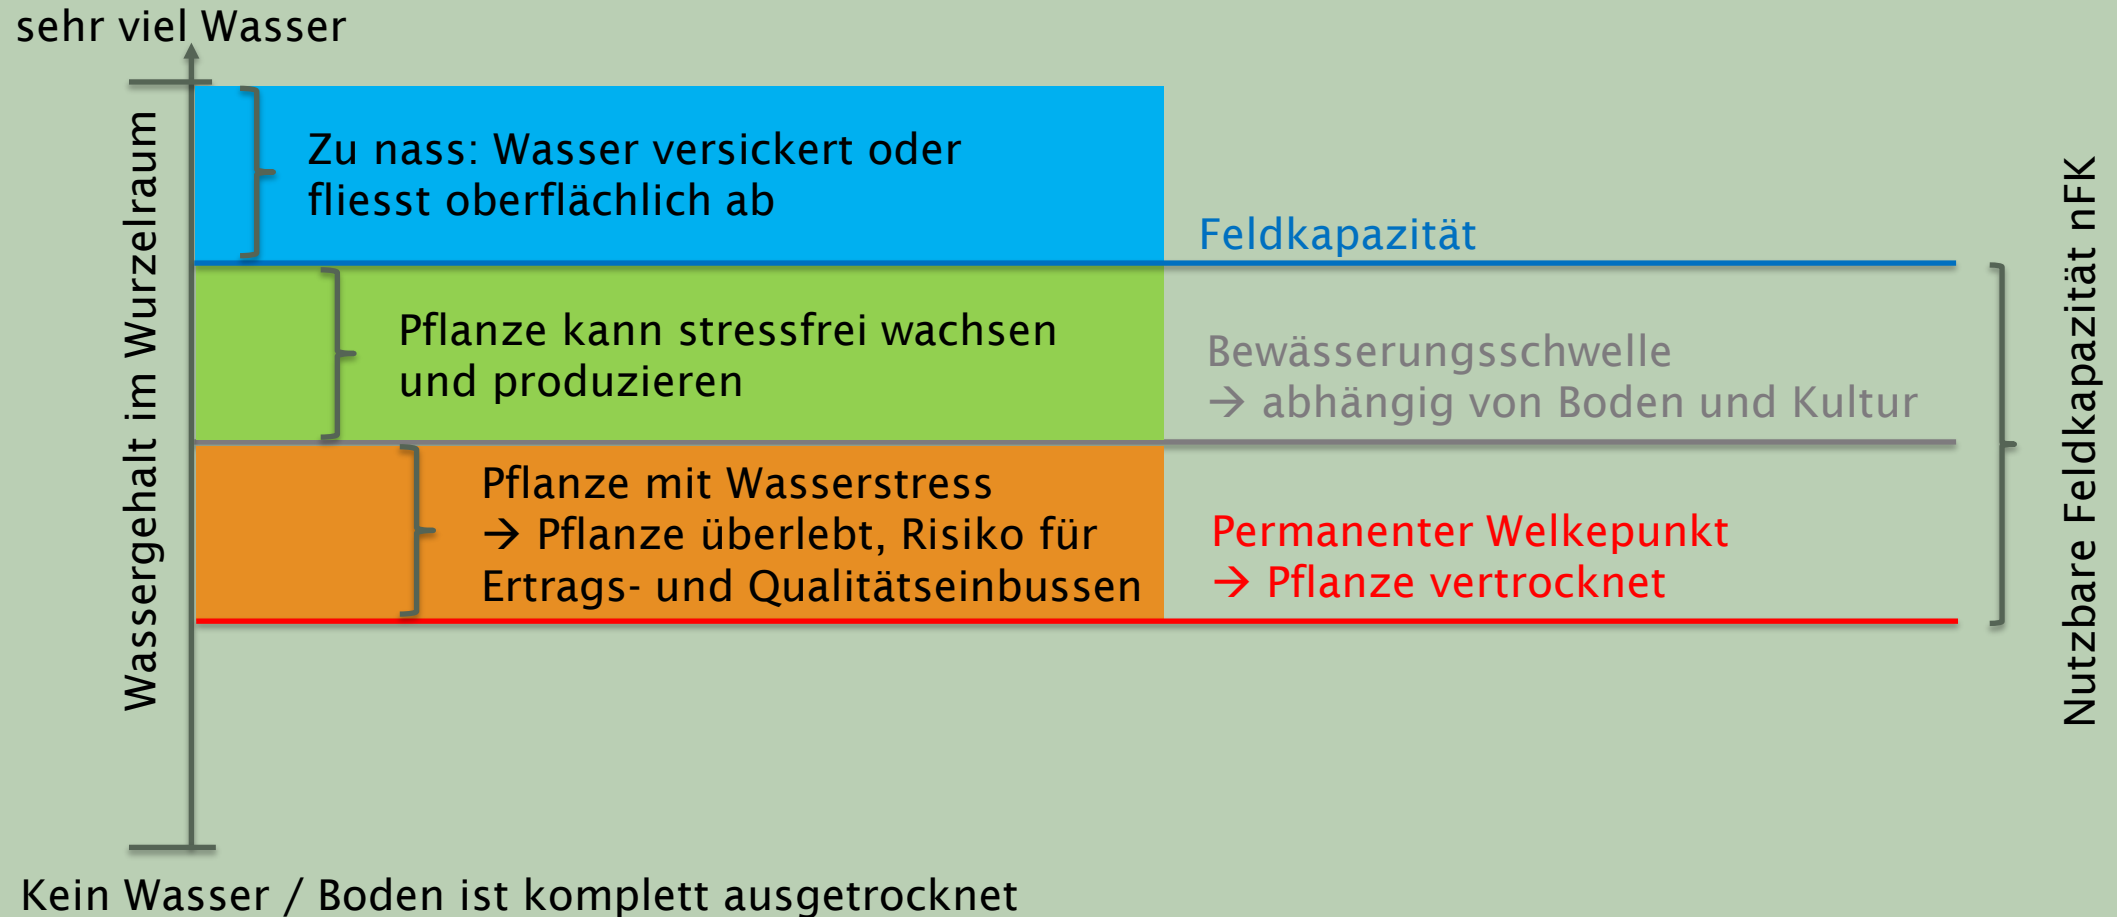 sehr viel Wasser
Wassergehalt im Wurzelraum
Zu nass: Wasser versickert oder
fliesst oberflächlich ab
Feldkapazität
Pflanze kann stressfrei wachsen
und produzieren
Bewässerungsschwelle
→ abhängig von Boden und Kultur
Pflanze mit Wasserstress
→ Pflanze überlebt, Risiko für
Ertrags- und Qualitätseinbussen
Permanenter Welkepunkt
→ Pflanze vertrocknet
Nutzbare Feldkapazität nFK
Kein Wasser / Boden ist komplett ausgetrocknet